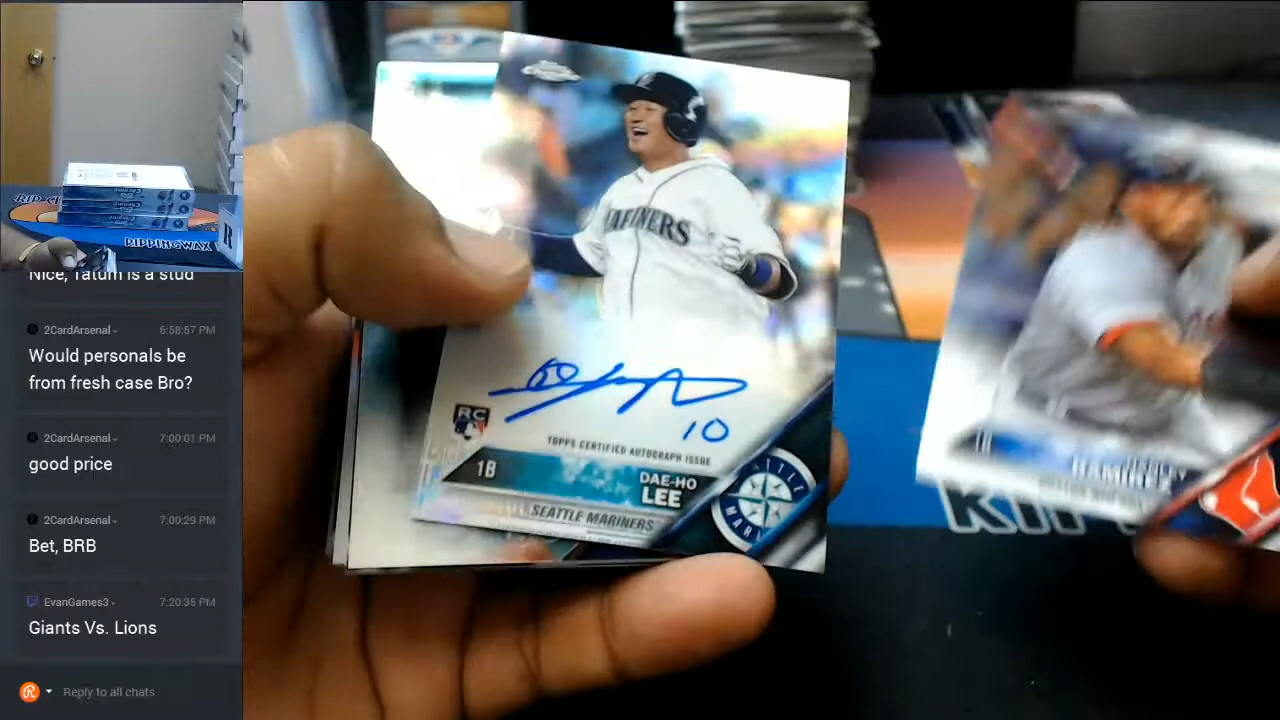 Nice, Tatum is a stud
2CardArsenal
6:58:57 PM
Would personals be
from fresh case Bro?
2CardArsenal
7:00:01 PM
good price
2CardArsenal
7:00:29 PM
Bet, BRB
EvanGames3
7:20:35 PM
Giants Vs. Lions
Reply to all chats
RIPPINGWAX
R
MARINERS
10
RC
TOPPS CERTIFIED AUTOGRAPH ISSUE
1B
DAE-HO
LEE
SEATTLE MARINERS
SEATTLE